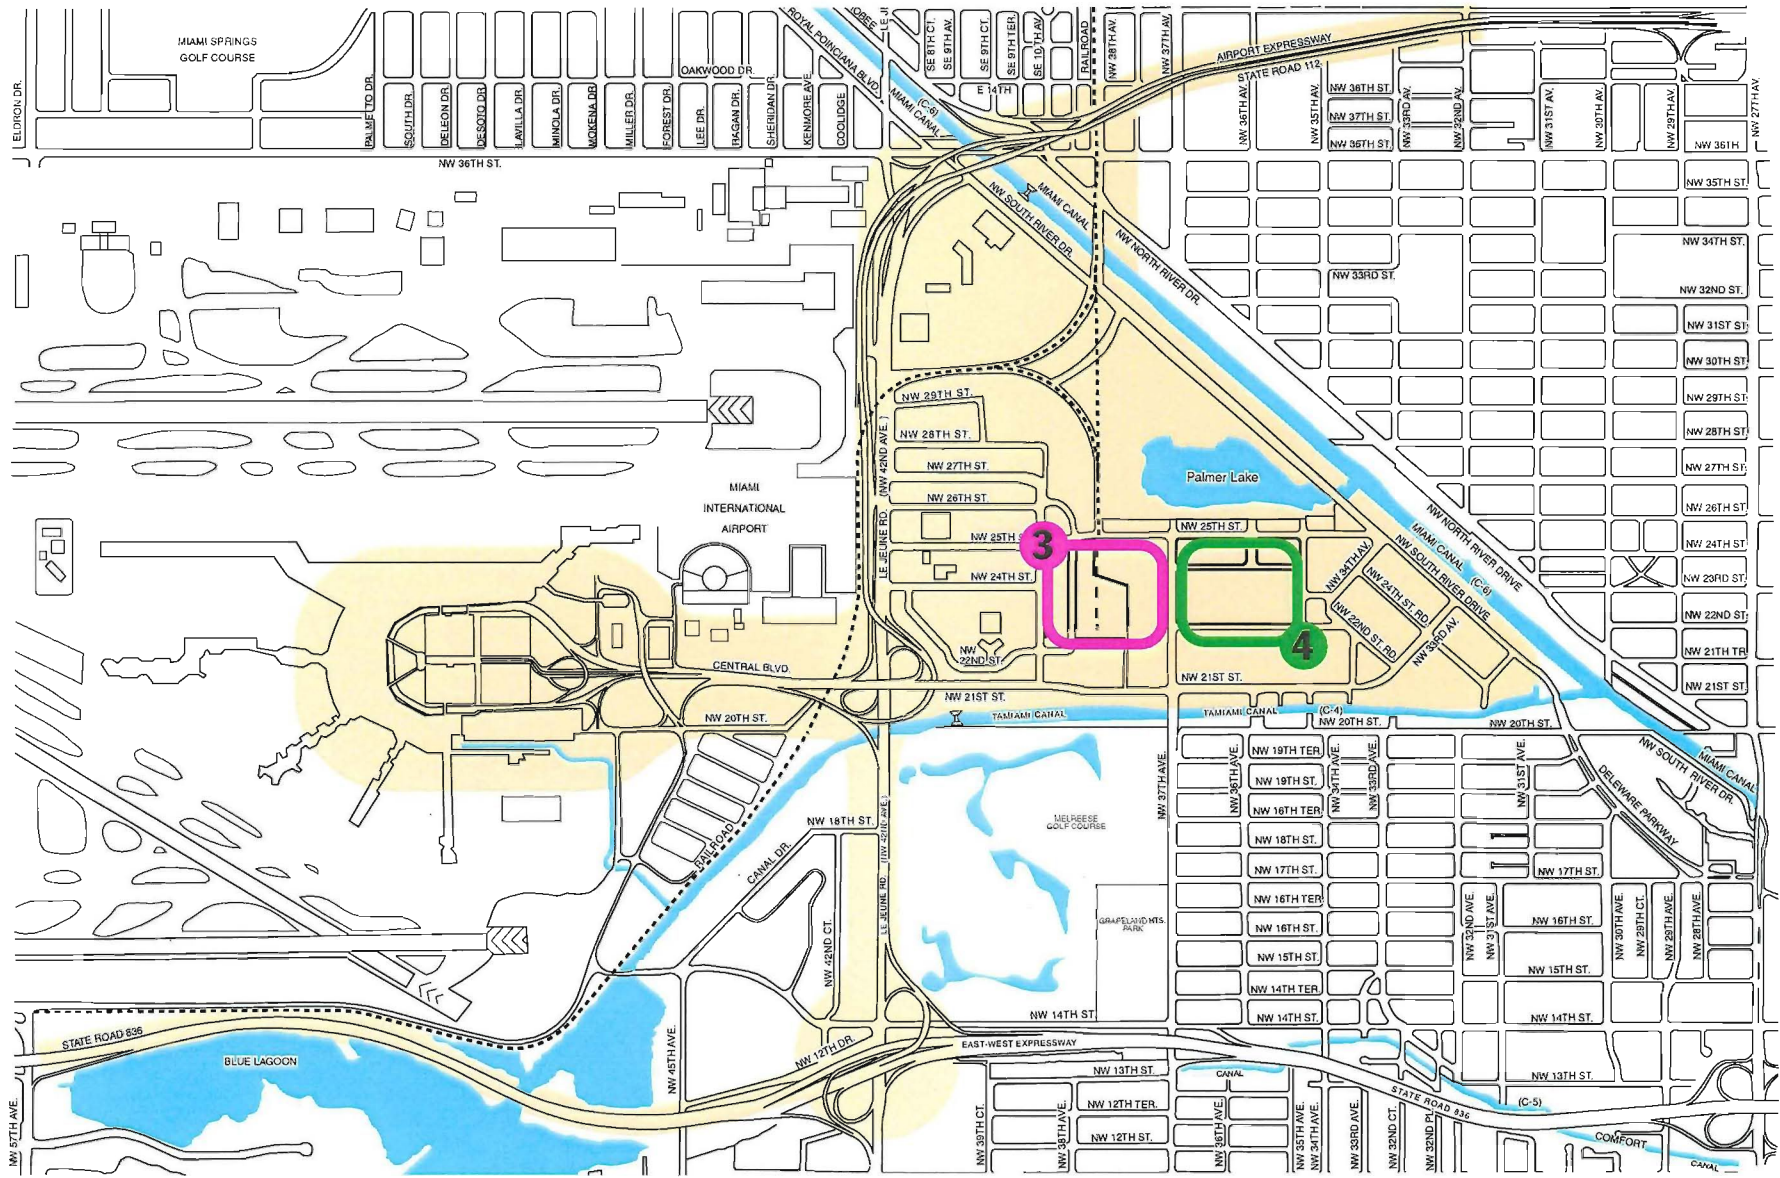 MIAMI SPRINGS
GOLF COURSE
ELDRON DR.
PALMETTO DR.
SOUTH DR.
DELEON DR.
DESOTO DR.
LAVILLA DR.
MINOLA DR.
MOKENA DR.
MILLER DR.
FOREST DR.
OAKWOOD DR.
LEE DR.
HAGAN DR.
SHERIDAN DR.
KENMORE AVE.
COOLIDGE
ROYAL POINCIANA BLVD.
MIAMI CANAL
(C-6)
SE 8TH CT.
SE 9TH AV.
SE 9TH CT.
SE 9TH TER.
SE 10TH AV.
RAILROAD
NW 38TH AV.
NW 37TH AV.
E 14TH
AIRPORT EXPRESSWAY
STATE ROAD 112
NW 36TH AV.
NW 35TH AV.
NW 38TH ST.
NW 37TH ST.
NW 36TH ST.
NW 33RD AV.
NW 32ND AV.
NW 31ST AV.
NW 30TH AV.
NW 29TH AV.
NW 27TH AV.
NW 36TH ST.
NW 361H
NW 35TH ST.
NW 34TH ST.
NW 33RD ST.
NW 32ND ST.
NW 31ST ST.
NW 30TH ST.
NW 29TH ST.
NW 28TH ST.
NW 27TH ST.
NW 26TH ST.
NW 24TH ST.
NW 23RD ST.
NW 22ND ST.
NW 21TH TR
NW 21ST ST.
MIAMI CANAL
NW SOUTH RIVER DR.
NW NORTH RIVER DR.
NW 29TH ST.
NW 28TH ST.
NW 27TH ST.
NW 26TH ST.
NW 25TH S
NW 24TH ST.
NW
22ND ST.
LE JEUNE RD. (NW 42ND AVE.)
MIAMI
INTERNATIONAL
AIRPORT
Palmer Lake
NW 25TH ST.
3
4
NW 34TH AV.
NW 24TH ST. RD.
NW 22ND ST. RD.
NW 33RD AV.
NW SOUTH RIVER DRIVE
MIAMI CANAL (C-6)
NW NORTH RIVER DRIVE
CENTRAL BLVD.
NW 21ST ST.
NW 21ST ST.
NW 20TH ST.
TAMIAMI CANAL
TAMIAMI CANAL
(C-4)
NW 20TH ST.
NW 20TH ST.
NW SOUTH RIVER DR.
MIAMI CANAL
DELEWARE PARKWAY
NW 37TH AVE.
NW 36TH AVE.
NW 34TH AVE.
NW 33RD AVE.
NW 31ST AVE.
NW 19TH TER.
NW 19TH ST.
NW 16TH TER.
NW 18TH ST.
NW 17TH ST.
NW 16TH TER.
NW 16TH ST.
NW 15TH ST.
NW 14TH TER.
NW 14TH ST.
NW 17TH ST.
NW 16TH ST.
NW 15TH ST.
NW 14TH ST.
NW 13TH ST.
NW 32ND AVE.
NW 31ST AVE.
NW 30TH AVE.
NW 29TH CT.
NW 29TH AVE.
NW 28TH AVE.
MELREESE
GOLF COURSE
GRAPELAND HTS.
PARK
RAILROAD
NW 18TH ST.
CANAL DR.
NW 42ND CT.
LE JEUNE RD. (NW 42ND AVE.)
NW 14TH ST.
EAST-WEST EXPRESSWAY
NW 12TH DR.
NW 45TH AVE.
STATE ROAD 836
BLUE LAGOON
NW 57TH AVE.
NW 13TH ST.
NW 12TH TER.
NW 12TH ST.
NW 39TH CT.
NW 38TH AVE.
CANAL
NW 36TH AVE.
NW 35TH AVE.
NW 34TH AVE.
NW 33RD AVE.
NW 32ND CT.
STATE ROAD 836
(C-5)
COMFORT
CANAL